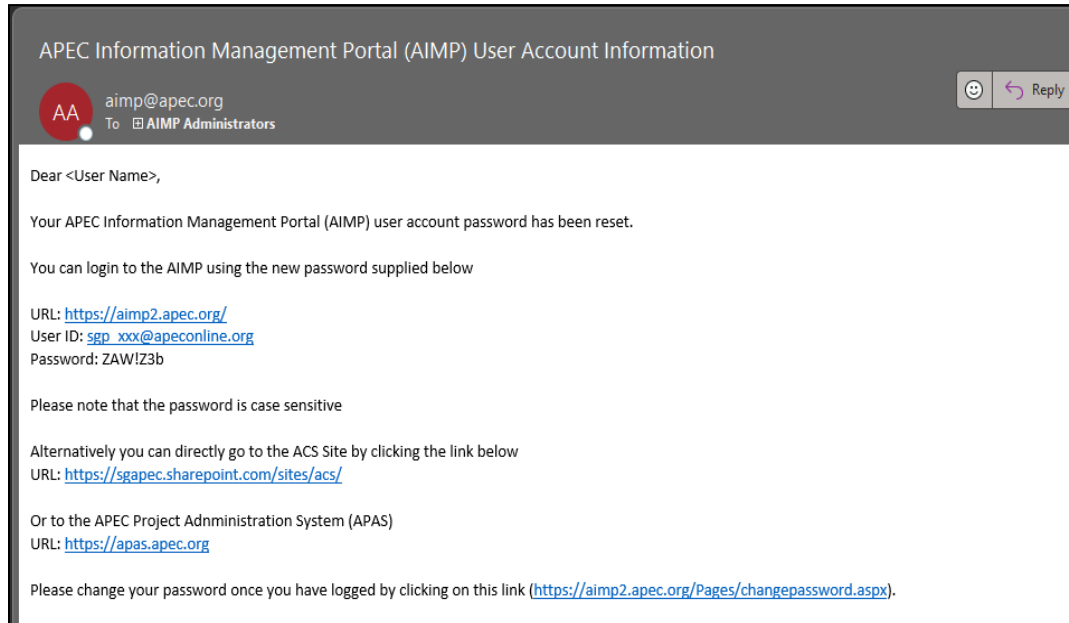 APEC Information Management Portal (AIMP) User Account Information
AA
aimp@apec.org
Reply
To AIMP Administrators
Dear <User Name>,
Your APEC Information Management Portal (AIMP) user account password has been reset.
You can login to the AIMP using the new password supplied below
URL: https://aimp2.apec.org/
User ID: sgp_xxx@apeconline.org
Password: ZAW!Z3b
Please note that the password is case sensitive
Alternatively you can directly go to the ACS Site by clicking the link below
URL: https://sgapec.sharepoint.com/sites/acs/
Or to the APEC Project Adnministration System (APAS)
URL: https://apas.apec.org
Please change your password once you have logged by clicking on this link (https://aimp2.apec.org/Pages/changepassword.aspx).